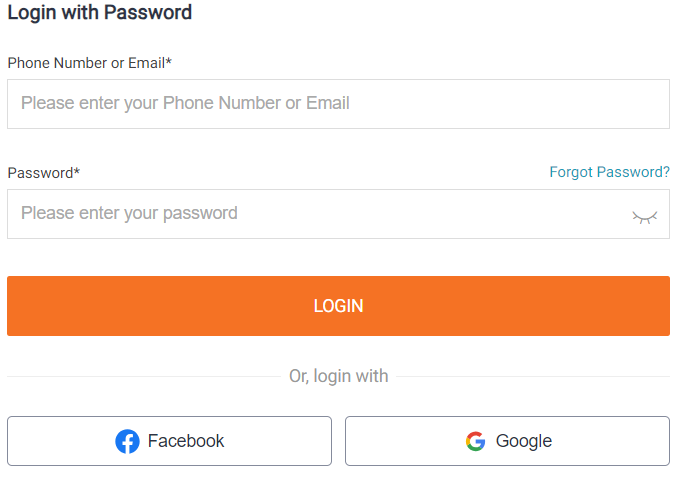 Login with Password
Phone Number or Email*
Please enter your Phone Number or Email
Password*
Forgot Password?
Please enter your password
LOGIN
Or, login with
Facebook
Google